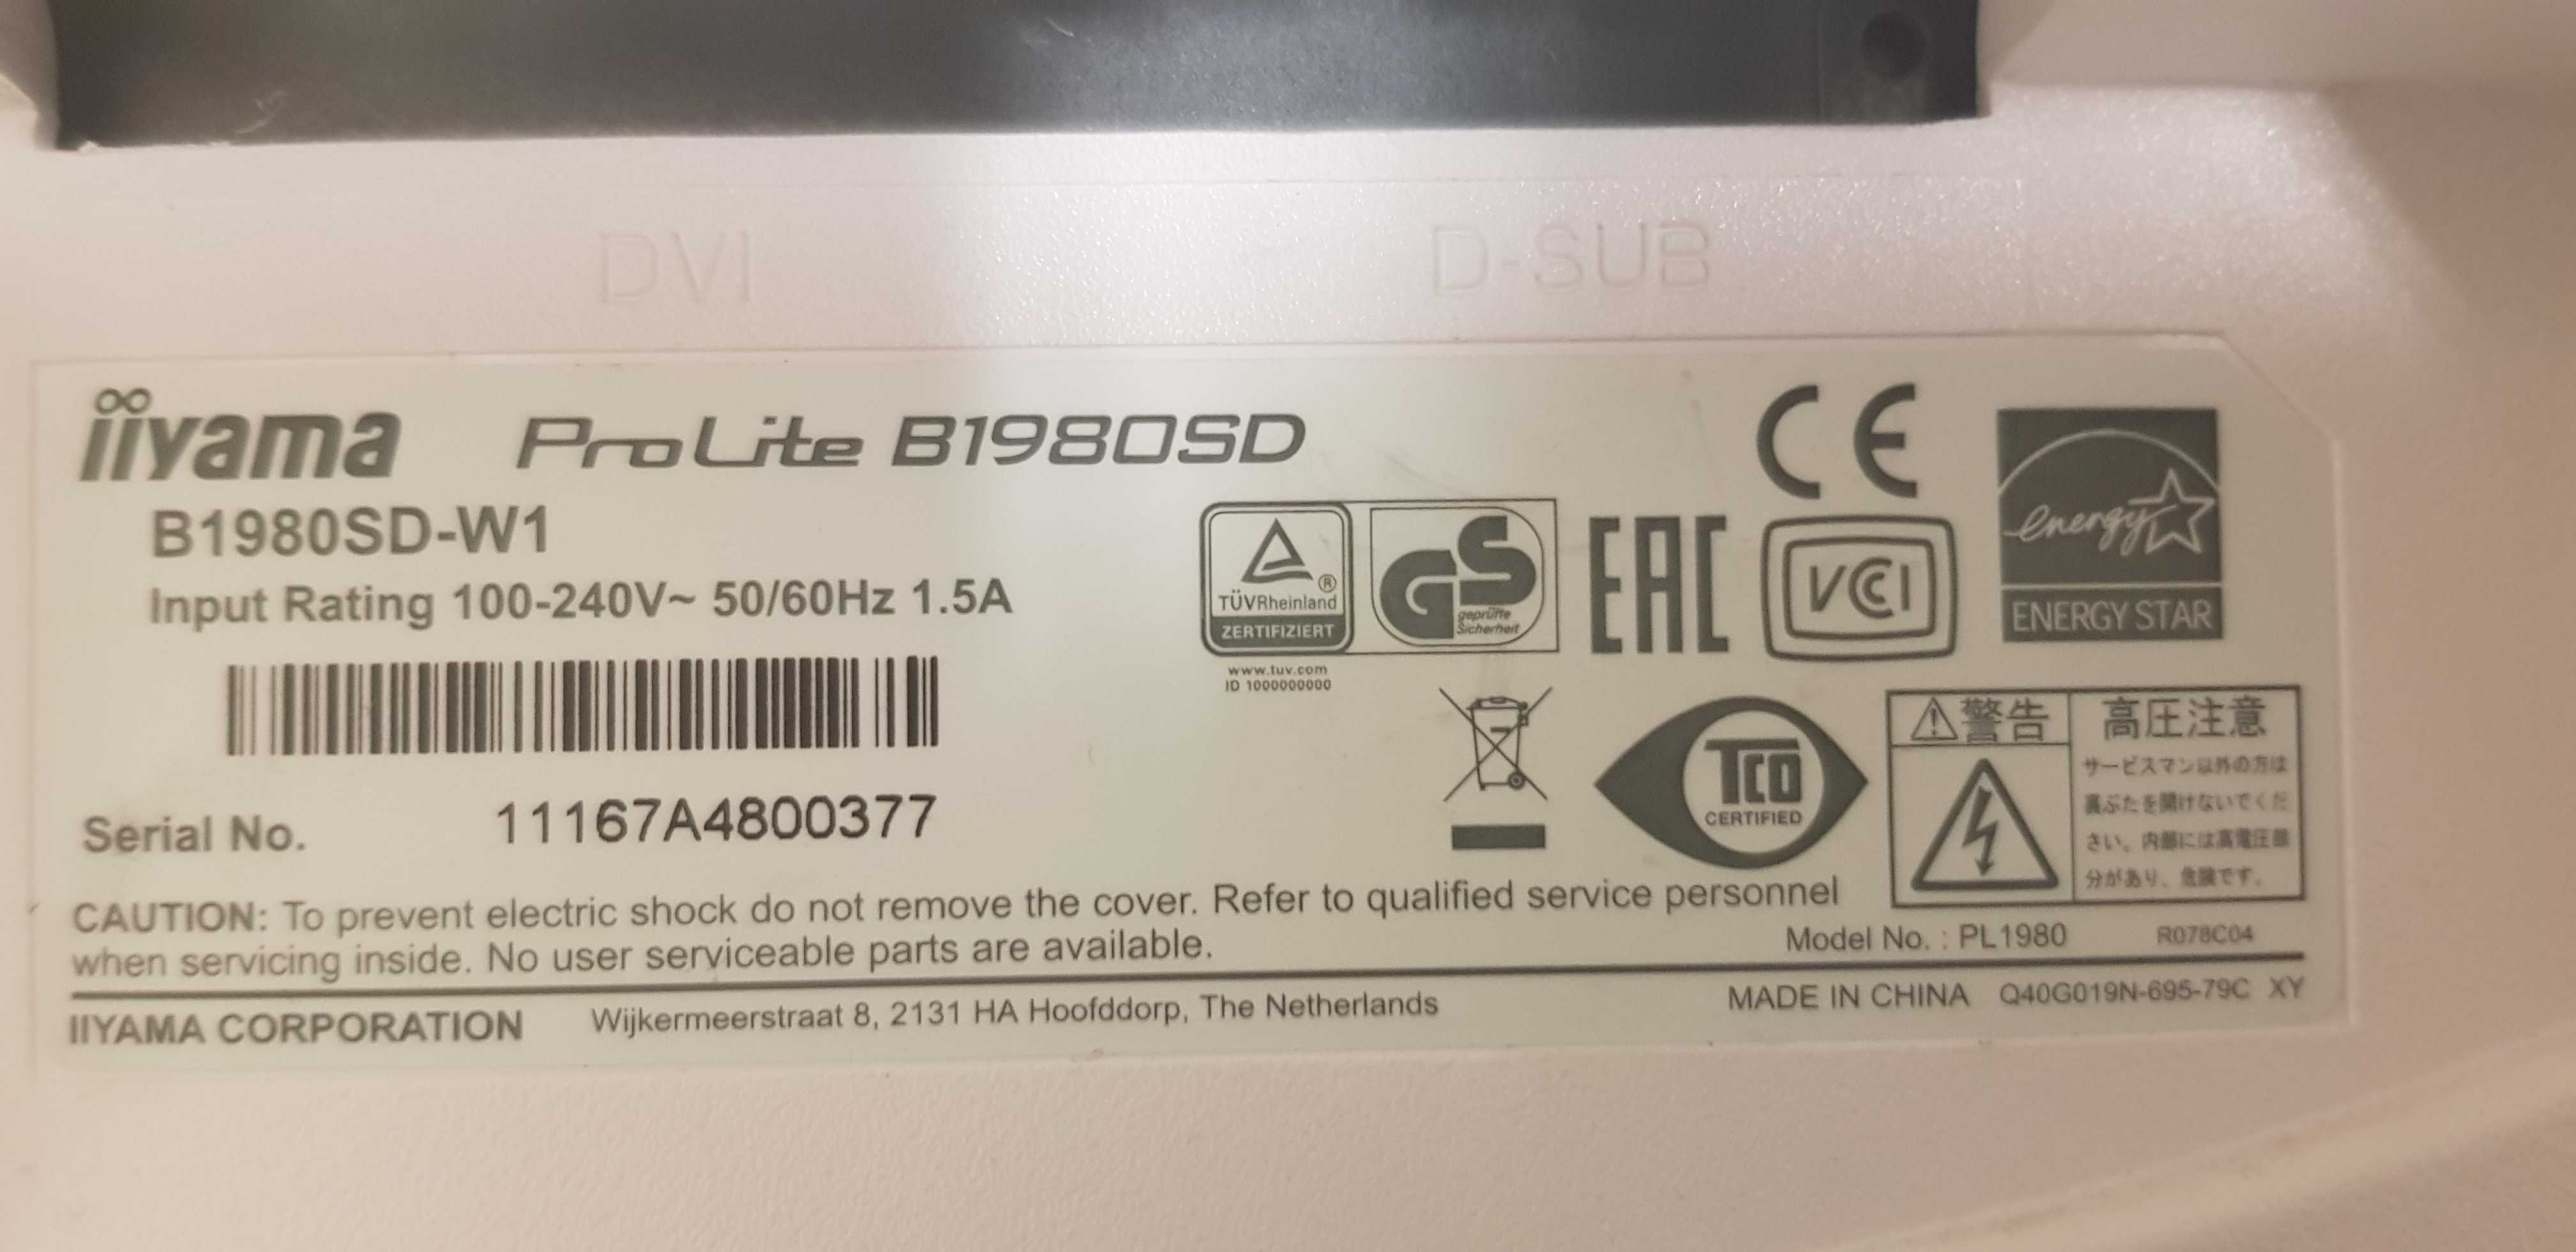 DVI
D-SUB
iiyama ProLite B1980SD
B1980SD-W1
Input Rating 100-240V~ 50/60Hz 1.5A
Serial No. 11167A4800377
CE
TÜVRheinland®
ZERTIFIZIERT
www.tuv.com
ID 1000000000
GS
geprüfte
Sicherheit
EAC
VCCI
energy
ENERGY STAR
TCO
CERTIFIED
警告
高圧注意
サービスマン以外の方は
裏ぶたを開けないでくだ
さい。内部には高電圧部
分があり、危険です。
CAUTION: To prevent electric shock do not remove the cover. Refer to qualified service personnel
when servicing inside. No user serviceable parts are available.
Model No. : PL1980 R078C04
IIYAMA CORPORATION Wijkermeerstraat 8, 2131 HA Hoofddorp, The Netherlands
MADE IN CHINA Q40G019N-695-79C XY